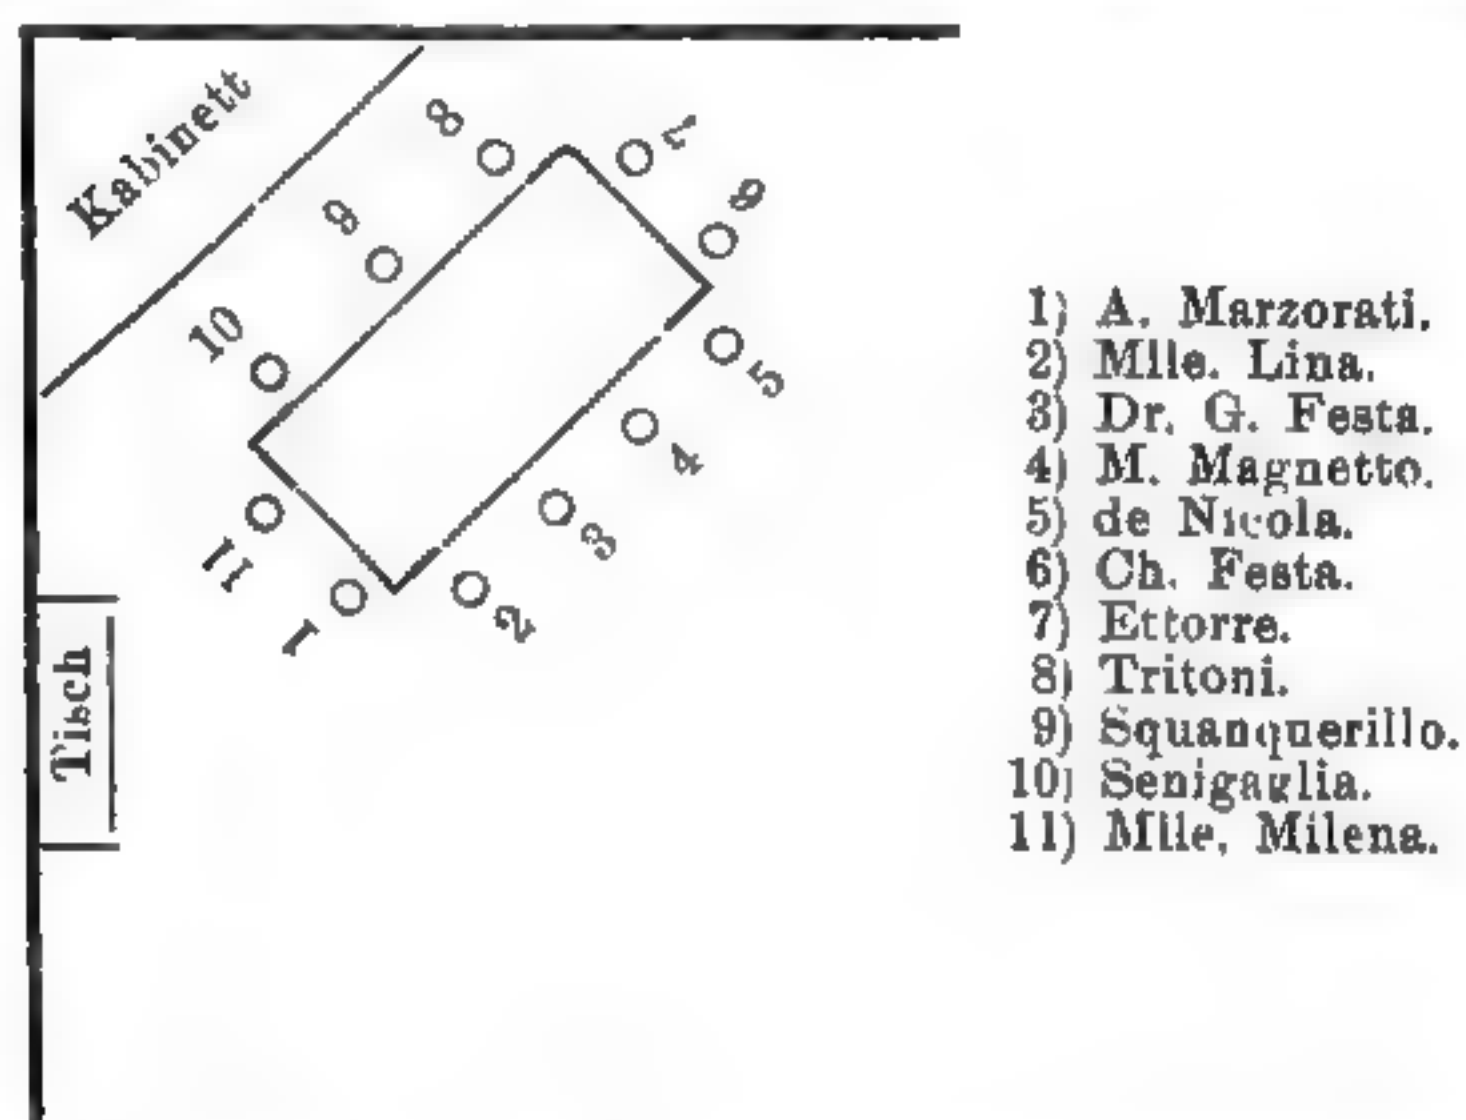 Kabinett
8
7
9
6
10
5
4
3
11
2
1
Tisch
1) A. Marzorati.
2) Mlle. Lina.
3) Dr. G. Festa.
4) M. Magnetto.
5) de Nicola.
6) Ch. Festa.
7) Ettorre.
8) Tritoni.
9) Squanquerillo.
10) Senigaglia.
11) Mlle. Milena.